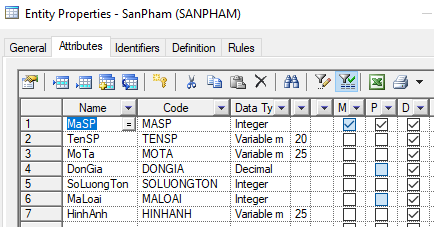 Entity Properties - SanPham (SANPHAM)
General Attributes Identifiers Definition Rules
Name Code Data Ty M P D
1 MaSP = MASP Integer
2 TenSP TENSP Variable m 20
3 MoTa MOTA Variable m 25
4 DonGia DONGIA Decimal
5 SoLuongTon SOLUONGTON Integer
6 MaLoai MALOAI Integer
7 HinhAnh HINHANH Variable m 25